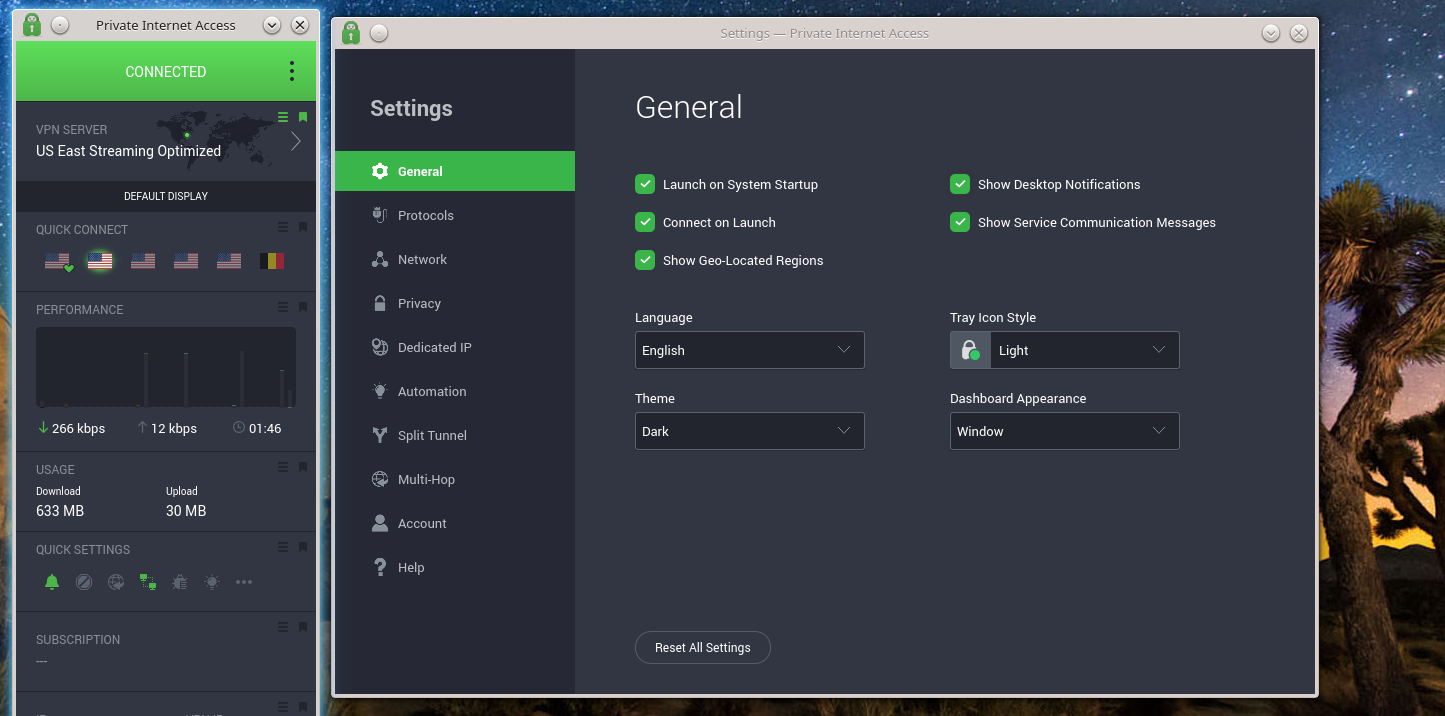 Private Internet Access
CONNECTED
VPN SERVER
US East Streaming Optimized
DEFAULT DISPLAY
QUICK CONNECT
PERFORMANCE
266 kbps
12 kbps
01:46
USAGE
Download
Upload
633 MB
30 MB
QUICK SETTINGS
SUBSCRIPTION
---
Settings — Private Internet Access
Settings
General
Protocols
Network
Privacy
Dedicated IP
Automation
Split Tunnel
Multi-Hop
Account
Help
General
Launch on System Startup
Show Desktop Notifications
Connect on Launch
Show Service Communication Messages
Show Geo-Located Regions
Language
Tray Icon Style
English
Light
Theme
Dashboard Appearance
Dark
Window
Reset All Settings